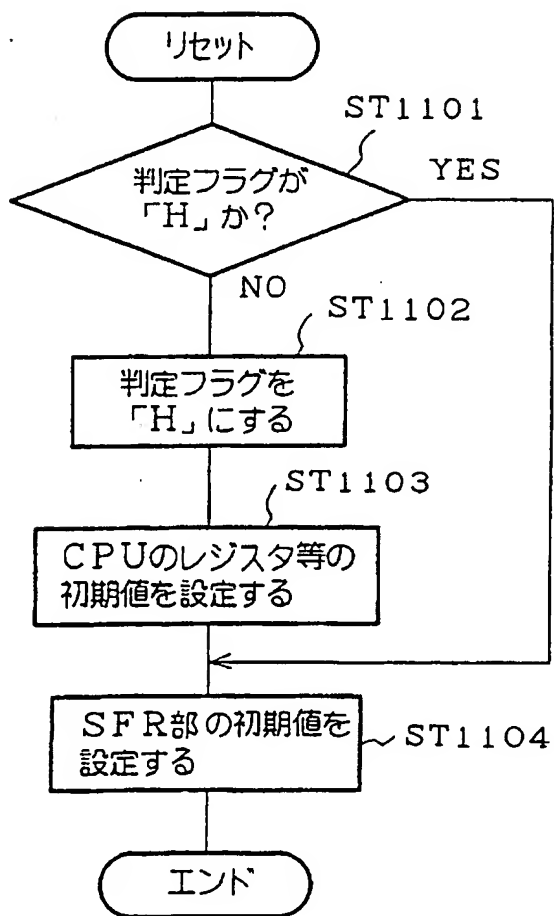 リセット
ST1101
判定フラグが
「H」か?
YES
NO
ST1102
判定フラグを
「H」にする
ST1103
CPUのレジスタ等の
初期値を設定する
SFR部の初期値を
設定する
ST1104
エンド